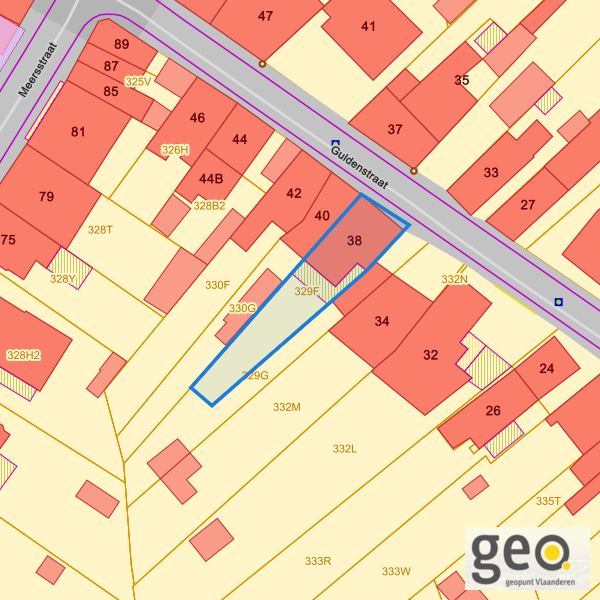 47
41
89
87
85
325V
35
Meersstraat
81
46
44
37
326H
Guldenstraat
44B
33
79
42
328B2
40
27
75
328T
38
328Y
330F
332N
329F
330G
34
328H2
32
24
329G
332M
26
332L
335T
333R
333W
geo.
geopunt Vlaanderen